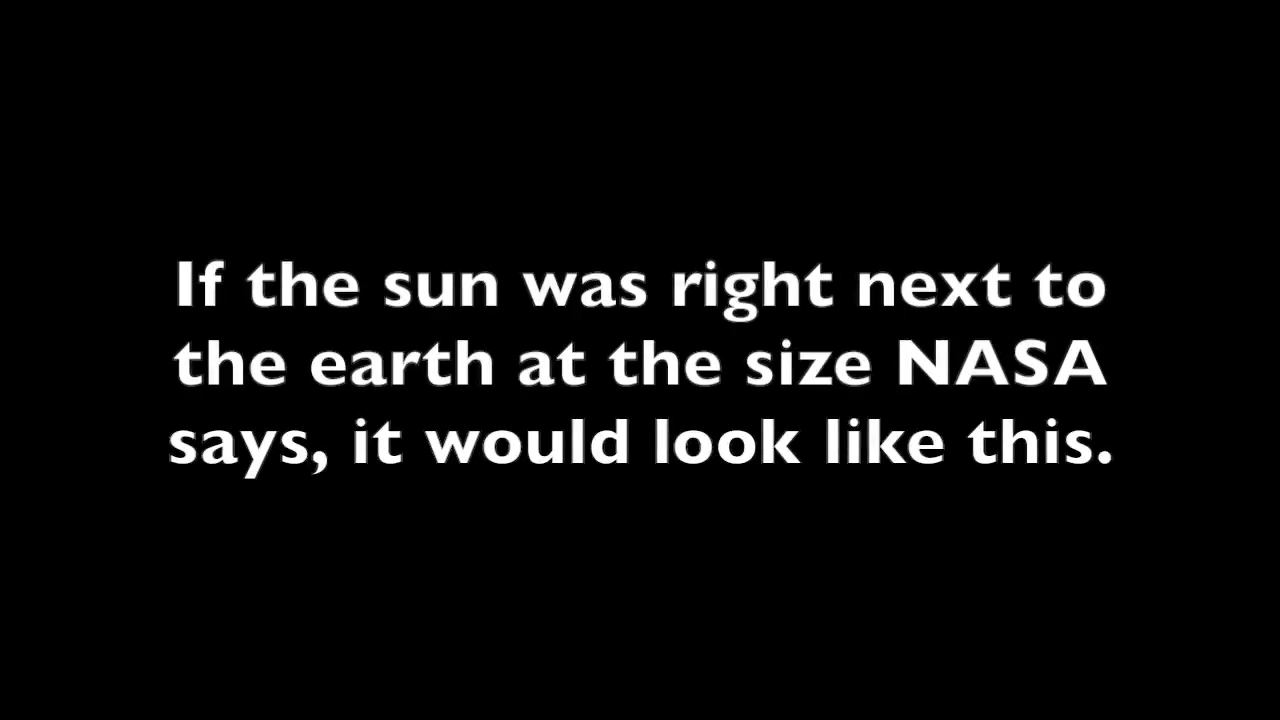 If the sun was right next to
the earth at the size NASA
says, it would look like this.